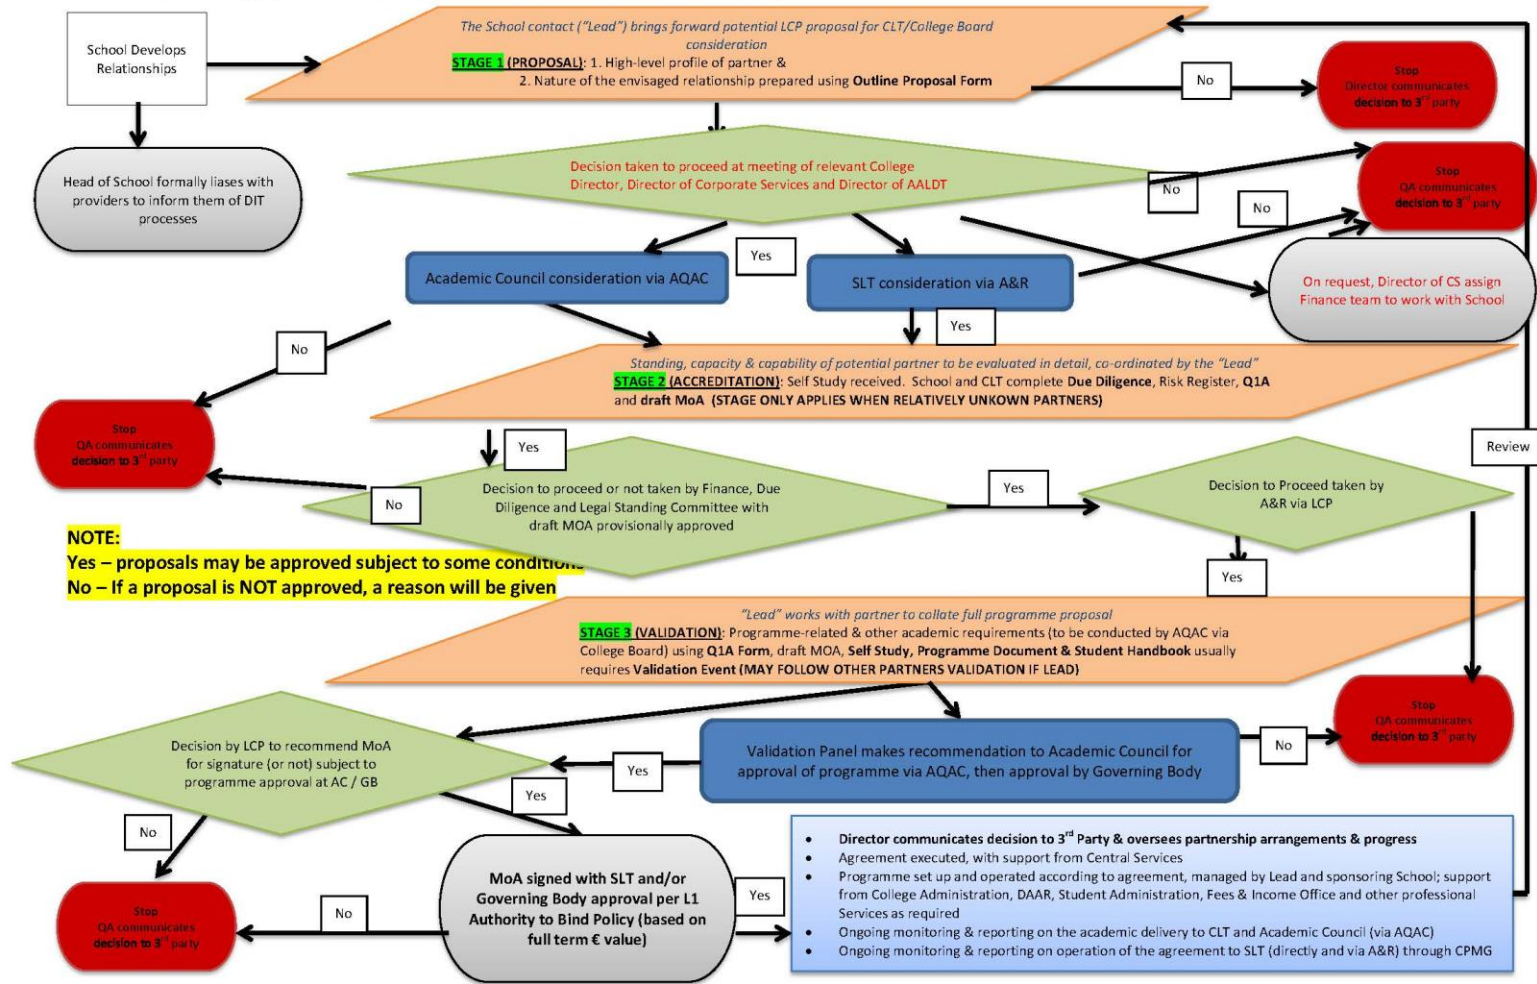 The School contact (“Lead”) brings forward potential LCP proposal for CLT/College Board
consideration
STAGE 1 (PROPOSAL): 1. High-level profile of partner &
2. Nature of the envisaged relationship prepared using Outline Proposal Form
School Develops
Relationships
No
Stop
Director communicates
decision to 3rd party
Head of School formally liases with
providers to inform them of DIT
processes
Decision taken to proceed at meeting of relevant College
Director, Director of Corporate Services and Director of AALDT
No
No
Stop
QA communicates
decision to 3rd party
Yes
Academic Council consideration via AQAC
SLT consideration via A&R
On request, Director of CS assign
Finance team to work with School
No
Yes
Standing, capacity & capability of potential partner to be evaluated in detail, co-ordinated by the “Lead”
STAGE 2 (ACCREDITATION): Self Study received. School and CLT complete Due Diligence, Risk Register, Q1A
and draft MoA (STAGE ONLY APPLIES WHEN RELATIVELY UNKOWN PARTNERS)
Stop
QA communicates
decision to 3rd party
Yes
Review
No
Decision to proceed or not taken by Finance, Due
Diligence and Legal Standing Committee with
draft MOA provisionally approved
Yes
Decision to Proceed taken by
A&R via LCP
NOTE:
Yes – proposals may be approved subject to some conditions
No – If a proposal is NOT approved, a reason will be given
Yes
“Lead” works with partner to collate full programme proposal
STAGE 3 (VALIDATION): Programme-related & other academic requirements (to be conducted by AQAC via
College Board) using Q1A Form, draft MOA, Self Study, Programme Document & Student Handbook usually
requires Validation Event (MAY FOLLOW OTHER PARTNERS VALIDATION IF LEAD)
Decision by LCP to recommend MoA
for signature (or not) subject to
programme approval at AC / GB
Yes
Validation Panel makes recommendation to Academic Council for
approval of programme via AQAC, then approval by Governing Body
No
Stop
QA communicates
decision to 3rd party
Yes
No
Stop
QA communicates
decision to 3rd party
No
MoA signed with SLT and/or
Governing Body approval per L1
Authority to Bind Policy (based on
full term € value)
Yes
• Director communicates decision to 3rd Party & oversees partnership arrangements & progress
• Agreement executed, with support from Central Services
• Programme set up and operated according to agreement, managed by Lead and sponsoring School; support
from College Administration, DAAR, Student Administration, Fees & Income Office and other professional
Services as required
• Ongoing monitoring & reporting on the academic delivery to CLT and Academic Council (via AQAC)
• Ongoing monitoring & reporting on operation of the agreement to SLT (directly and via A&R) through CPMG